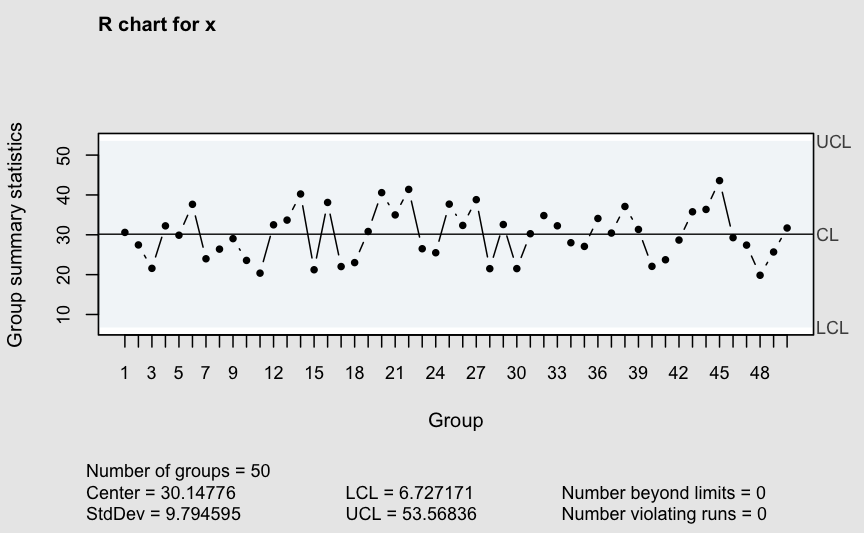 R chart for x
Group summary statistics
50
40
30
20
10
UCL
CL
LCL
1 3 5 7 9 12 15 18 21 24 27 30 33 36 39 42 45 48
Group
Number of groups = 50
Center = 30.14776 LCL = 6.727171 Number beyond limits = 0
StdDev = 9.794595 UCL = 53.56836 Number violating runs = 0